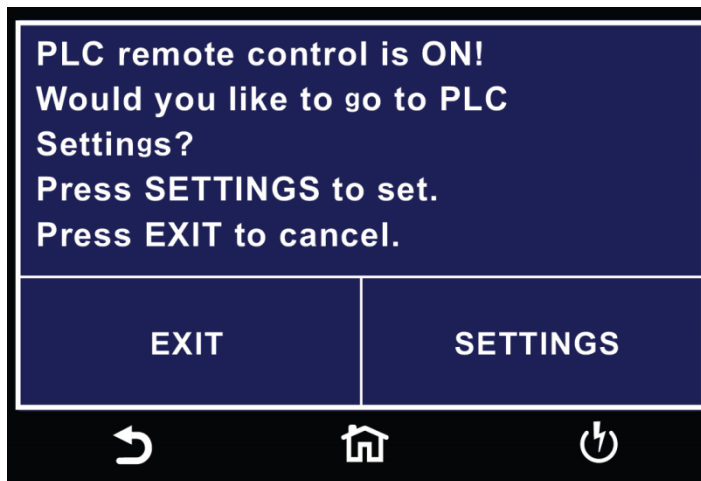 PLC remote control is ON!
Would you like to go to PLC
Settings?
Press SETTINGS to set.
Press EXIT to cancel.
EXIT
SETTINGS